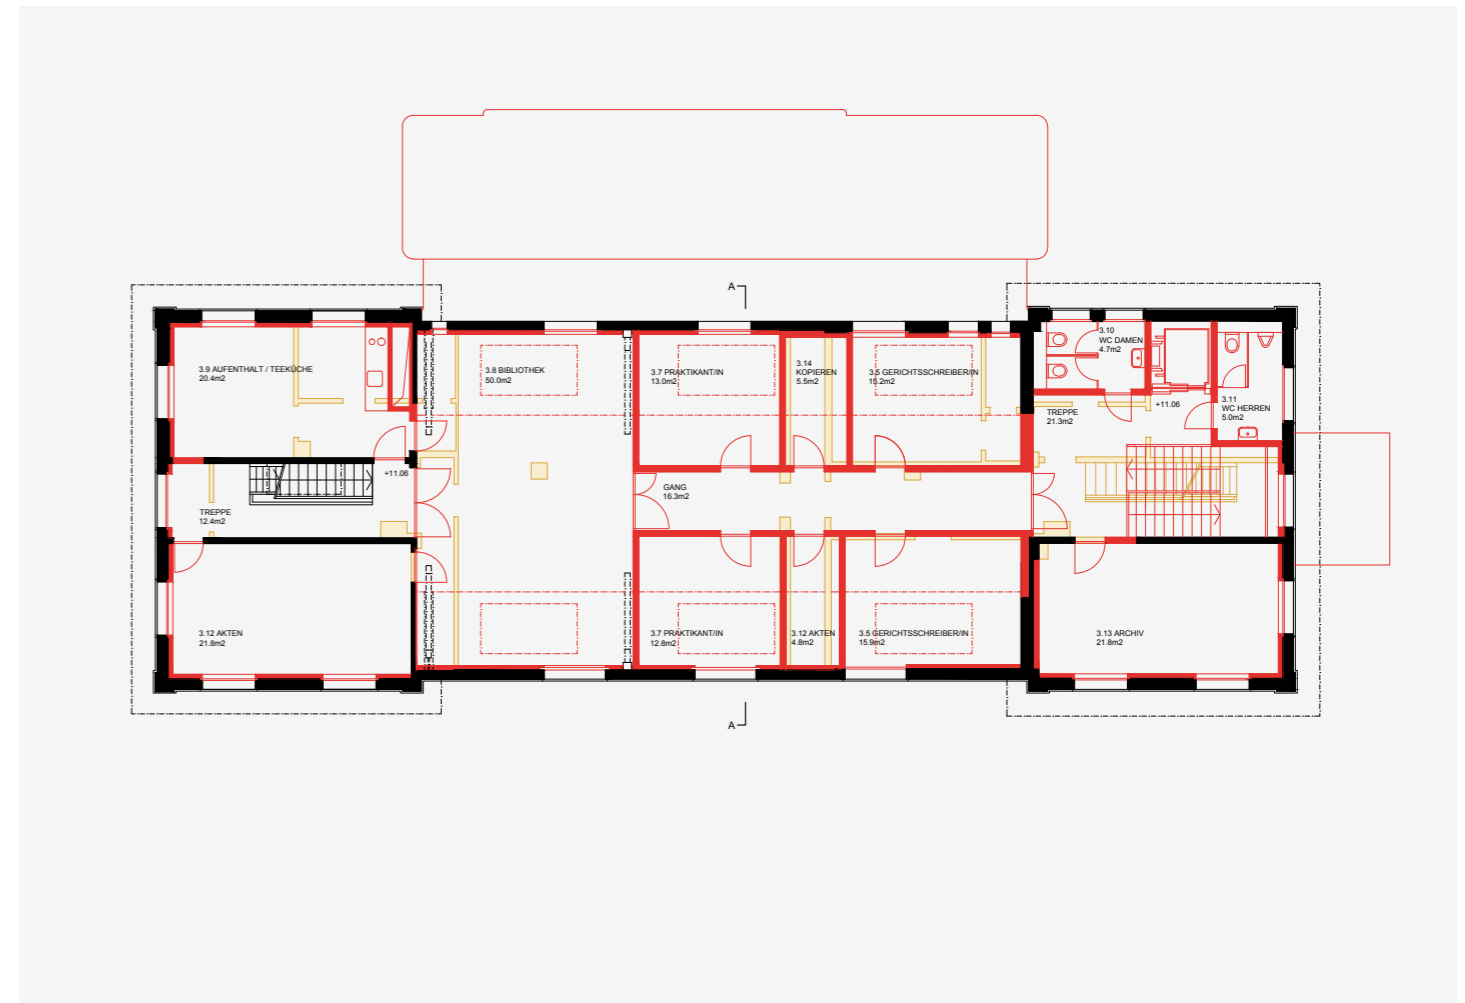 A
3.9 AUFENTHALT / TEEKÜCHE
20.4m2
3.8 BIBLIOTHEK
50.0m2
3.7 PRAKTIKANT/IN
13.0m2
3.14
KOPIEREN
5.5m2
3.5 GERICHTSSCHREIBER/IN
15.2m2
3.10
WC DAMEN
4.7m2
+11.06
3.11
WC HERREN
5.0m2
TREPPE
21.3m2
+11.06
TREPPE
12.4m2
GANG
16.3m2
3.12 AKTEN
21.8m2
3.7 PRAKTIKANT/IN
12.8m2
3.12 AKTEN
4.8m2
3.5 GERICHTSSCHREIBER/IN
15.9m2
3.13 ARCHIV
21.8m2
A